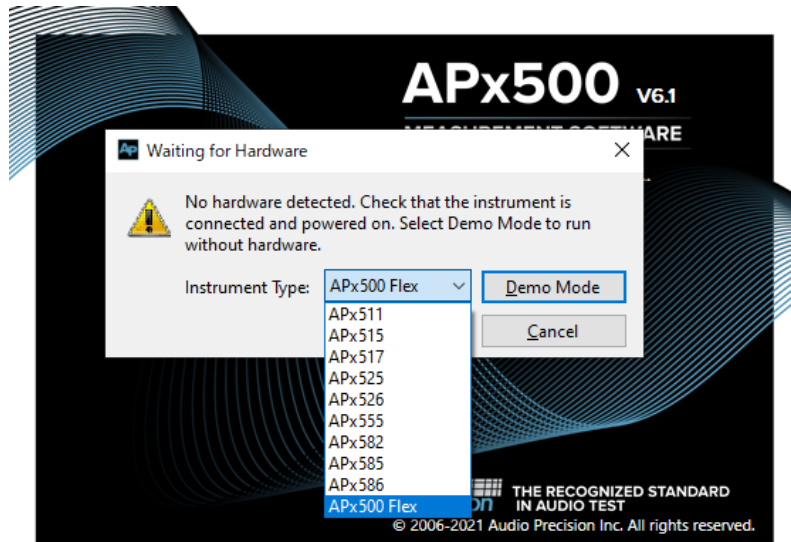 APx500 V6.1
Waiting for Hardware
No hardware detected. Check that the instrument is
connected and powered on. Select Demo Mode to run
without hardware.
Instrument Type: APx500 Flex Demo Mode
Cancel
APx511
APx515
APx517
APx525
APx526
APx555
APx582
APx585
APx586
APx500 Flex
THE RECOGNIZED STANDARD
IN AUDIO TEST
© 2006-2021 Audio Precision Inc. All rights reserved.